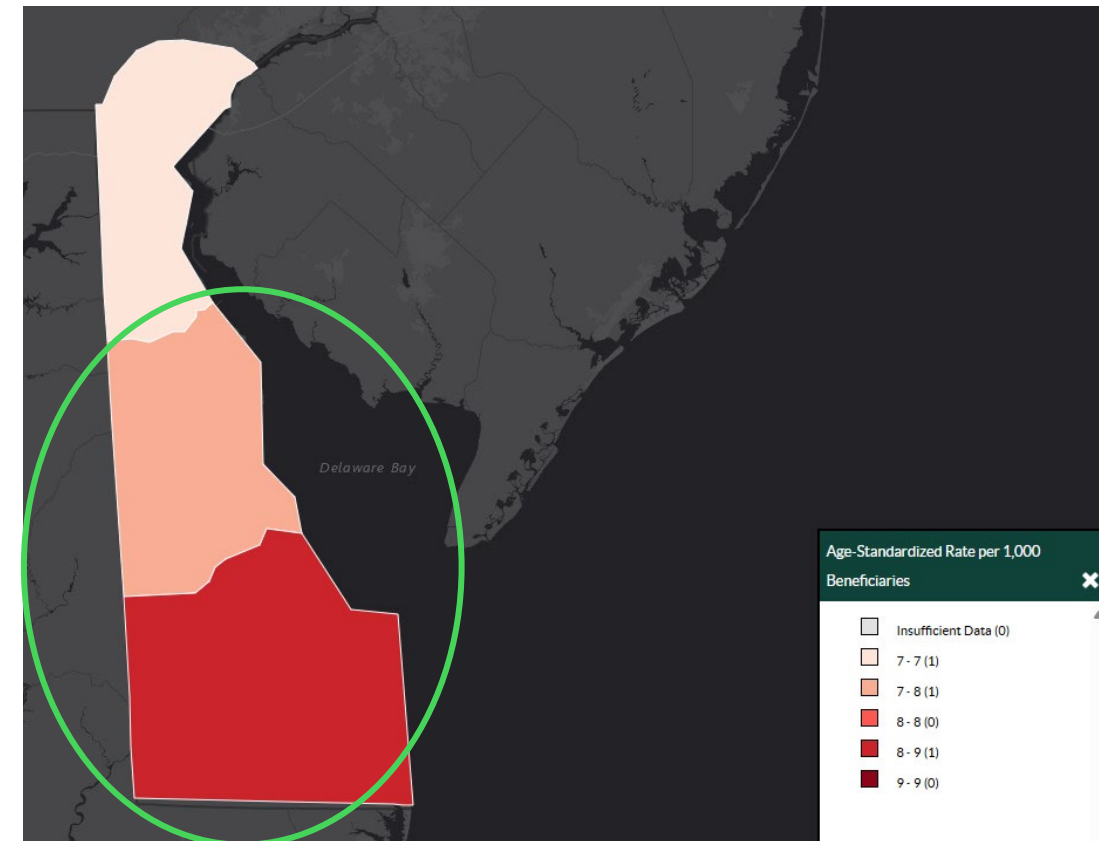 Delaware Bay
Age-Standardized Rate per 1,000
Beneficiaries
Insufficient Data (0)
7 - 7 (1)
7 - 8 (1)
8 - 8 (0)
8 - 9 (1)
9 - 9 (0)